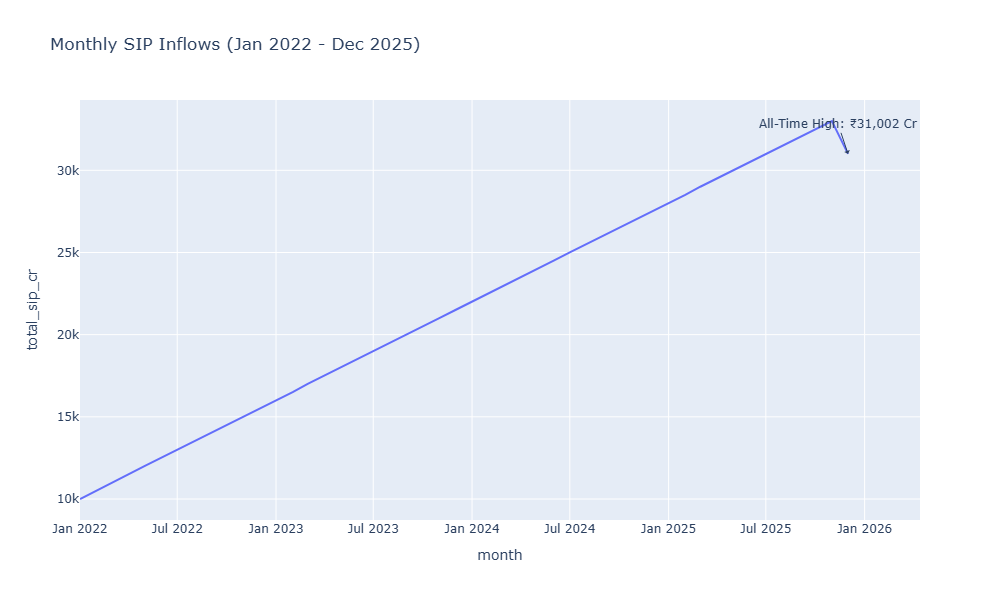 Monthly SIP Inflows (Jan 2022 - Dec 2025)
All-Time High: ₹31,002 Cr
30k
25k
20k
15k
10k
total_sip_cr
Jan 2022 Jul 2022 Jan 2023 Jul 2023 Jan 2024 Jul 2024 Jan 2025 Jul 2025 Jan 2026
month